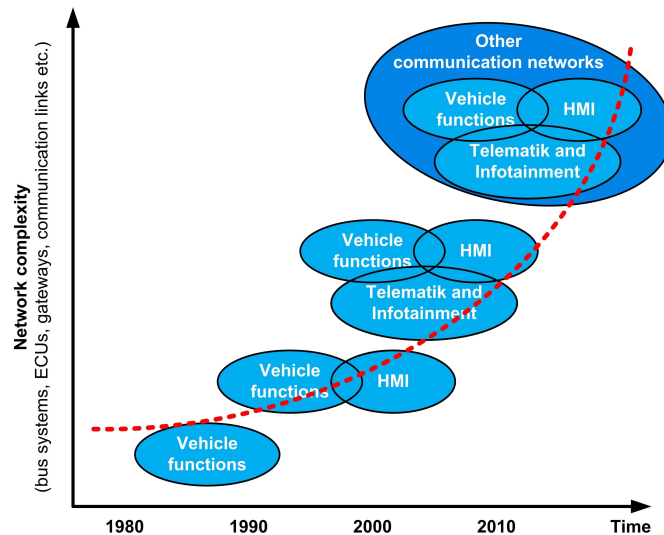 Other
communication networks
Vehicle
functions
HMI
Telematik and
Infotainment
Vehicle
functions
HMI
Telematik and
Infotainment
Vehicle
functions
HMI
Vehicle
functions
Network complexity
(bus systems, ECUs, gateways, communication links etc.)
1980
1990
2000
2010
Time